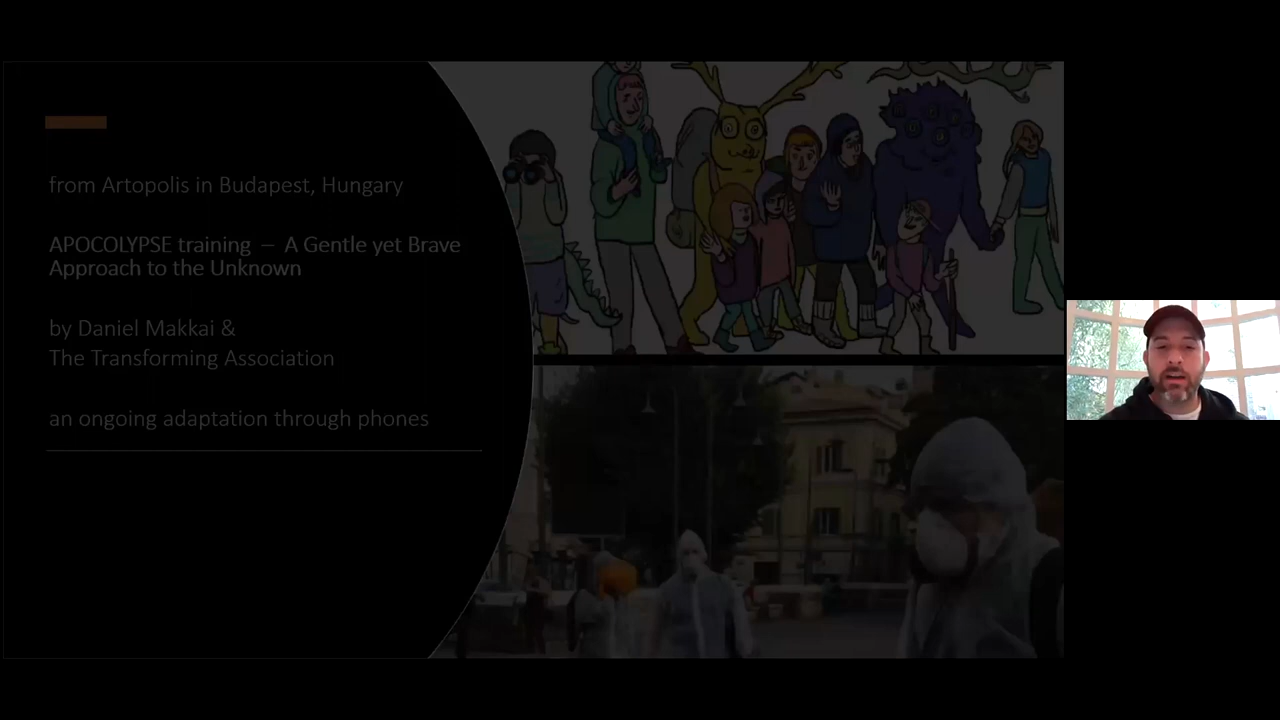 from Artopolis in Budapest, Hungary
APOCOLYPSE training – A Gentle yet Brave
Approach to the Unknown
by Daniel Makkai &
The Transforming Association
an ongoing adaptation through phones